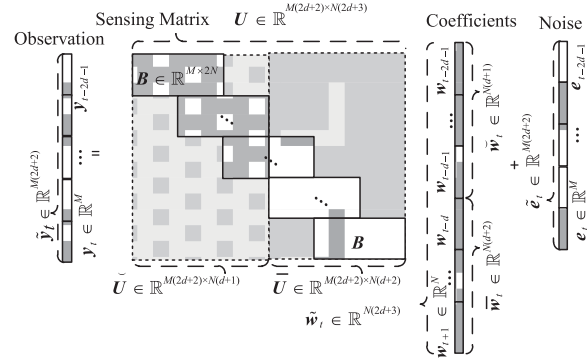 Sensing Matrix U ∈ ℝ^{M(2d+2)×N(2d+3)}
Coefficients
Noise
Observation
B ∈ ℝ^{M×2N}
ỹ_t ∈ ℝ^{M(2d+2)}
y_t ∈ ℝ^M
y_{t-2d-1}
...
=
B
Ŭ ∈ ℝ^{M(2d+2)×N(d+1)}
Ū ∈ ℝ^{M(2d+2)×N(d+2)}
w̃_t ∈ ℝ^{N(2d+3)}
w_{t-2d-1}
...
w_{t-d-1}
w_{t-d}
...
w_{t+1} ∈ ℝ^N
w̆_t ∈ ℝ^{N(d+1)}
w̄_t ∈ ℝ^{N(d+2)}
+
ẽ_t ∈ ℝ^{M(2d+2)}
e_{t-2d-1}
...
e_t ∈ ℝ^M